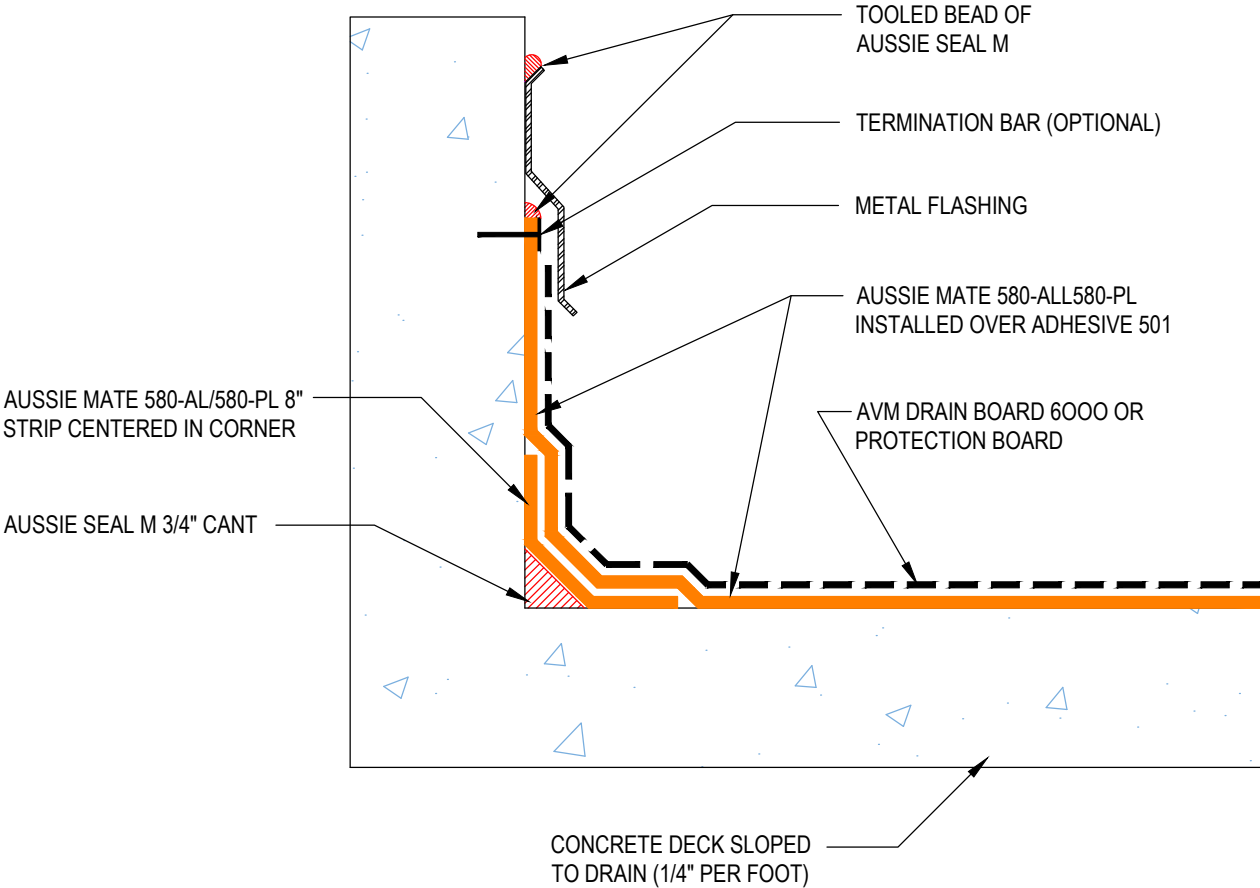 TOOLED BEAD OF
AUSSIE SEAL M
TERMINATION BAR (OPTIONAL)
METAL FLASHING
AUSSIE MATE 580-ALL580-PL
INSTALLED OVER ADHESIVE 501
AUSSIE MATE 580-AL/580-PL 8"
STRIP CENTERED IN CORNER
AVM DRAIN BOARD 6OOO OR
PROTECTION BOARD
AUSSIE SEAL M 3/4" CANT
CONCRETE DECK SLOPED
TO DRAIN (1/4" PER FOOT)